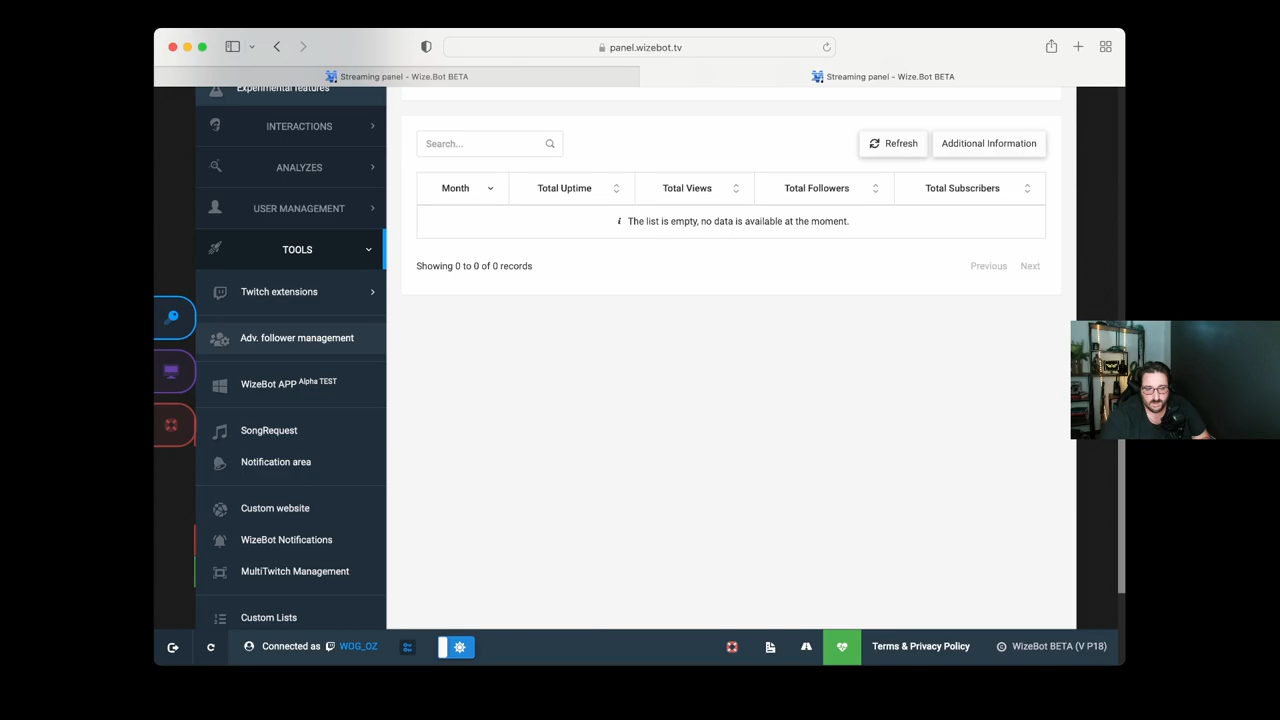 panel.wizebot.tv
Streaming panel - Wize.Bot BETA
Streaming panel - Wize.Bot BETA
Experimental features
INTERACTIONS
ANALYZES
USER MANAGEMENT
TOOLS
Twitch extensions
Adv. follower management
WizeBot APP Alpha TEST
SongRequest
Notification area
Custom website
WizeBot Notifications
MultiTwitch Management
Custom Lists
Search...
Refresh
Additional Information
Month
Total Uptime
Total Views
Total Followers
Total Subscribers
i The list is empty, no data is available at the moment.
Showing 0 to 0 of 0 records
Previous
Next
Connected as WOG_OZ
Terms & Privacy Policy
© WizeBot BETA (V P18)